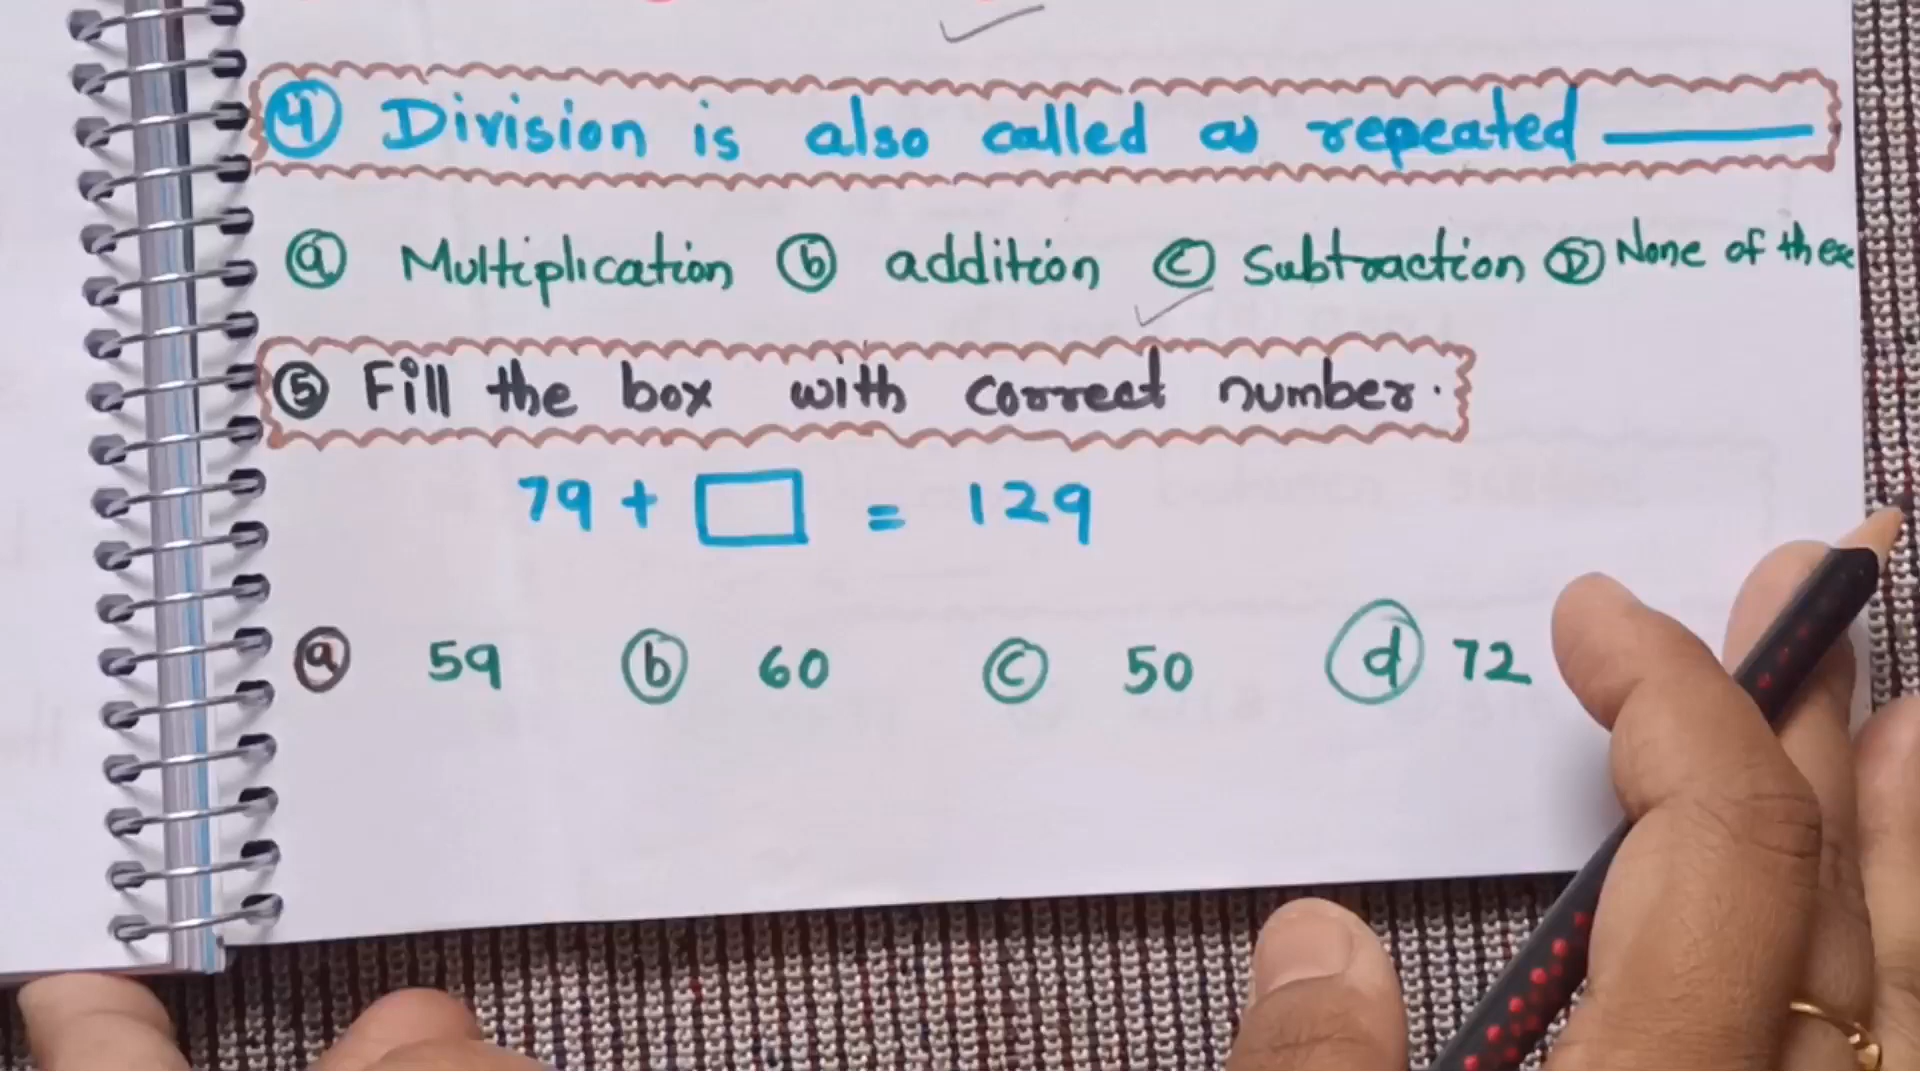 4 Division is also called as repeated ____
a Multiplication b addition c Subtraction D None of these
5 Fill the box with correct number.
79 + □ = 129
a 59 b 60 c 50 d 72